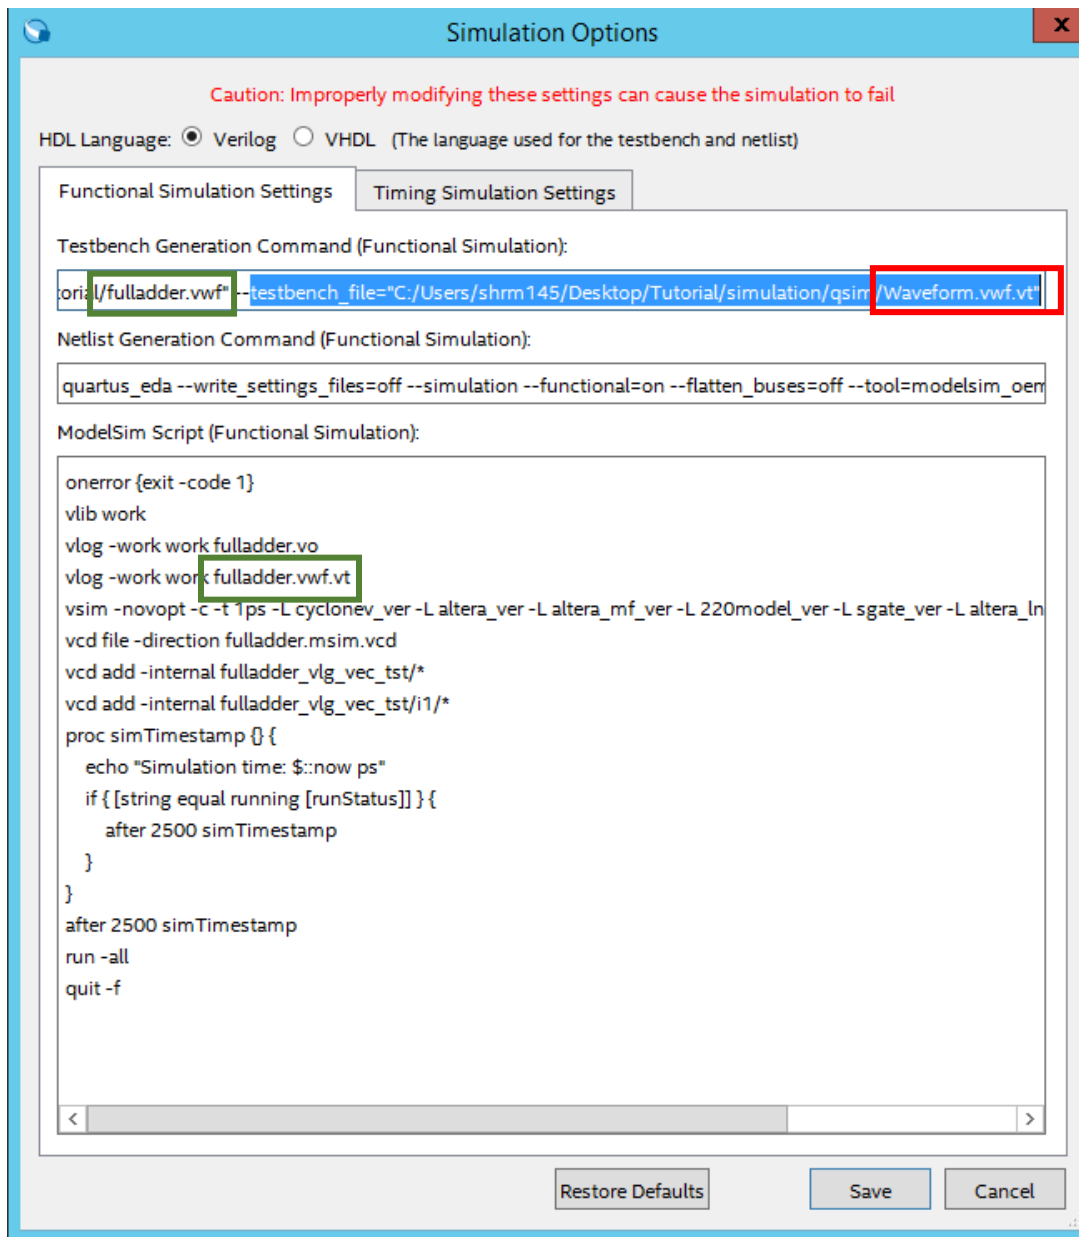 Simulation Options
x
Caution: Improperly modifying these settings can cause the simulation to fail
HDL Language: Verilog VHDL (The language used for the testbench and netlist)
Functional Simulation Settings Timing Simulation Settings
Testbench Generation Command (Functional Simulation):
torial/fulladder.vwf" --testbench_file="C:/Users/shrm145/Desktop/Tutorial/simulation/qsim/Waveform.vwf.vt"
Netlist Generation Command (Functional Simulation):
quartus_eda --write_settings_files=off --simulation --functional=on --flatten_buses=off --tool=modelsim_oem
ModelSim Script (Functional Simulation):
onerror {exit -code 1}
vlib work
vlog -work work fulladder.vo
vlog -work work fulladder.vwf.vt
vsim -novopt -c -t 1ps -L cyclonev_ver -L altera_ver -L altera_mf_ver -L 220model_ver -L sgate_ver -L altera_ln
vcd file -direction fulladder.msim.vcd
vcd add -internal fulladder_vlg_vec_tst/*
vcd add -internal fulladder_vlg_vec_tst/i1/*
proc simTimestamp {} {
echo "Simulation time: $::now ps"
if { [string equal running [runStatus]] } {
after 2500 simTimestamp
}
}
after 2500 simTimestamp
run -all
quit -f
Restore Defaults Save Cancel